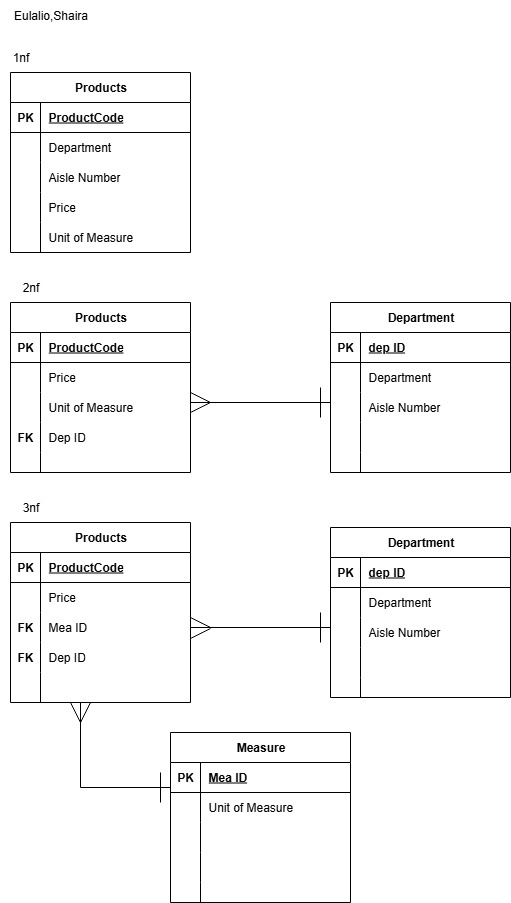 Eulalio,Shaira
1nf
Products
PK ProductCode
Department
Aisle Number
Price
Unit of Measure
2nf
Products
PK ProductCode
Price
Unit of Measure
FK Dep ID
Department
PK dep ID
Department
Aisle Number
3nf
Products
PK ProductCode
Price
FK Mea ID
FK Dep ID
Department
PK dep ID
Department
Aisle Number
Measure
PK Mea ID
Unit of Measure